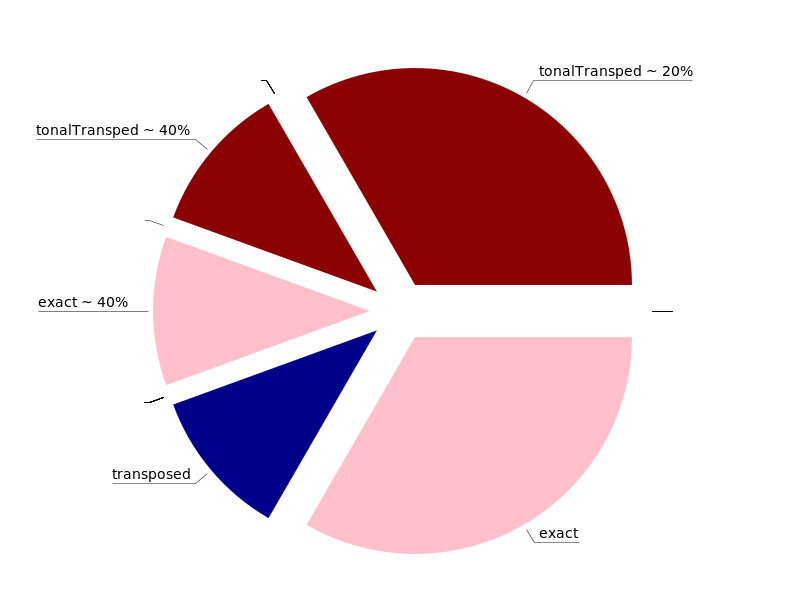 tonalTransped ~ 20%
tonalTransped ~ 40%
exact ~ 40%
transposed
exact